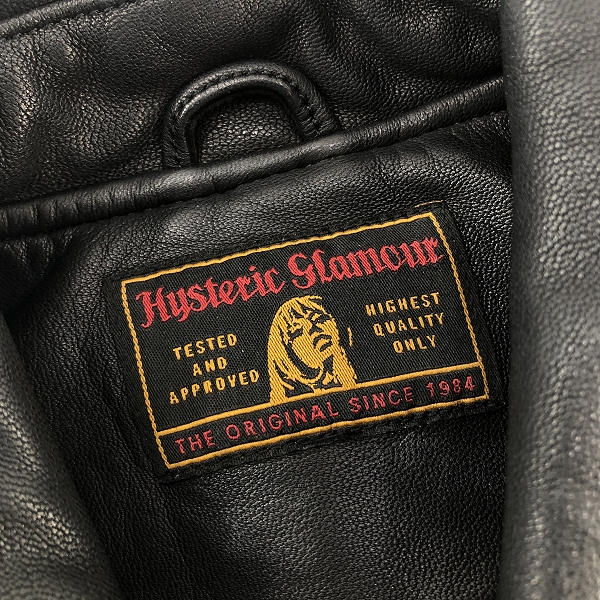 Hysteric Glamour
TESTED
AND
APPROVED
HIGHEST
QUALITY
ONLY
THE ORIGINAL SINCE 1984